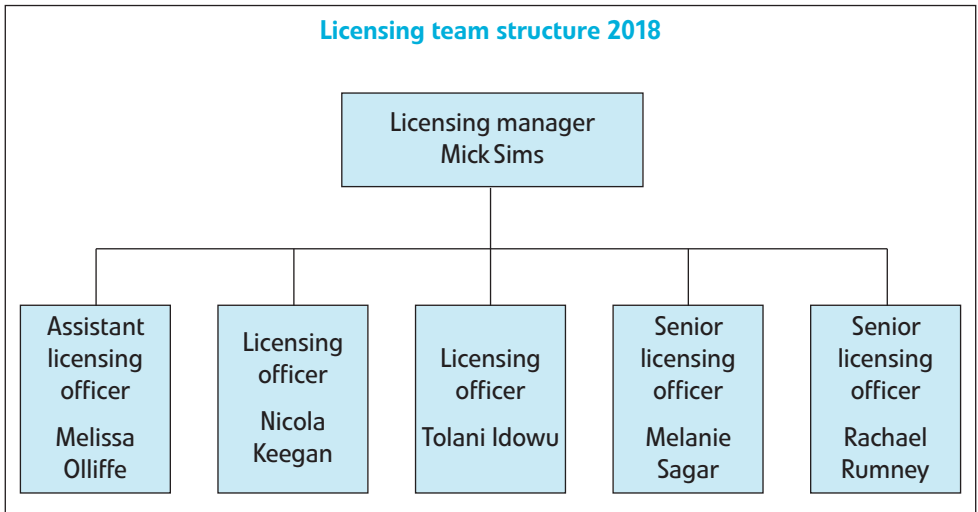 Licensing team structure 2018
Licensing manager
Mick Sims
Assistant
licensing
officer
Melissa
Olliffe
Licensing
officer
Nicola
Keegan
Licensing
officer
Tolani Idowu
Senior
licensing
officer
Melanie
Sagar
Senior
licensing
officer
Rachael
Rumney